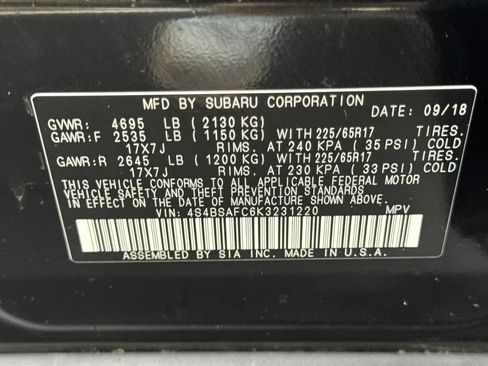 MFD BY SUBARU CORPORATION
DATE: 09/18
GVWR: 4695 LB (2130 KG)
GAWR:F 2535 LB (1150 KG) WITH 225/65R17 TIRES.
17X7J RIMS. AT 240 KPA (35 PSI) COLD
GAWR:R 2645 LB (1200 KG) WITH 225/65R17 TIRES.
17X7J RIMS. AT 230 KPA (33 PSI) COLD
THIS VEHICLE CONFORMS TO ALL APPLICABLE FEDERAL MOTOR
VEHICLE SAFETY AND THEFT PREVENTION STANDARDS
IN EFFECT ON THE DATE OF MANUFACTURE SHOWN ABOVE.
VIN: 4S4BSAFC6K3231220 MPV
ASSEMBLED BY SIA INC. MADE IN U.S.A.